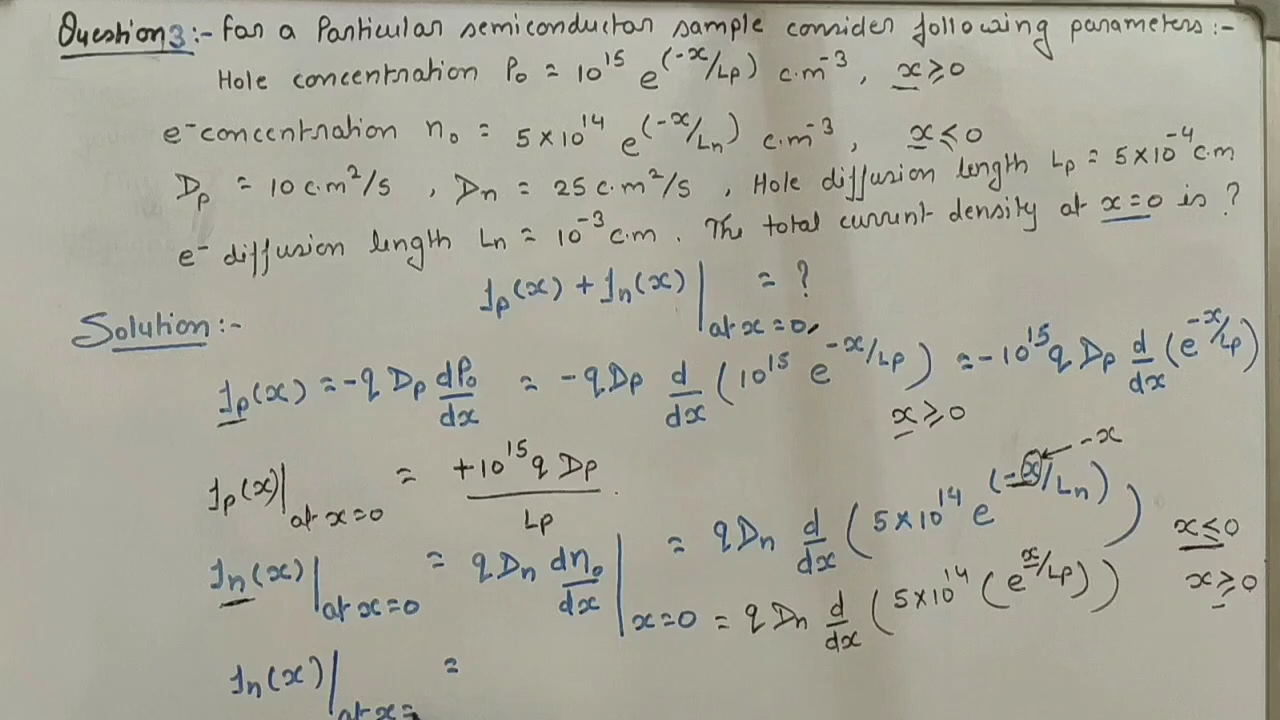 Question3:- For a Particular semiconductor sample consider following parameters:-
Hole concentration P₀ = 10¹⁵ e^(-x/Lp) c.m⁻³, x ≥ 0
e⁻concentration n₀ = 5×10¹⁴ e^(-x/Ln) c.m⁻³, x ≤ 0
Dp = 10 c.m²/s, Dn = 25 c.m²/s, Hole diffusion length Lp = 5×10⁻⁴ c.m
e⁻ diffusion length Ln = 10⁻³ c.m. The total current density at x=0 is?
Jp(x) + Jn(x)| at x=0. = ?
Solution:-
Jp(x) = -q Dp dP₀/dx = -qDp d/dx (10¹⁵ e^(-x/Lp)) = -10¹⁵ q Dp d/dx (e^(-x/Lp))
x ≥ 0
Jp(x)| at x=0 = +10¹⁵ q Dp / Lp.
-x
Jn(x)| at x=0 = q Dn dn₀/dx | x=0 = qDn d/dx (5×10¹⁴ e^(-x/Ln)) x ≤ 0
= q Dn d/dx (5×10¹⁴ (e^(x/Lp))) x ≥ 0
Jn(x)| at x= =